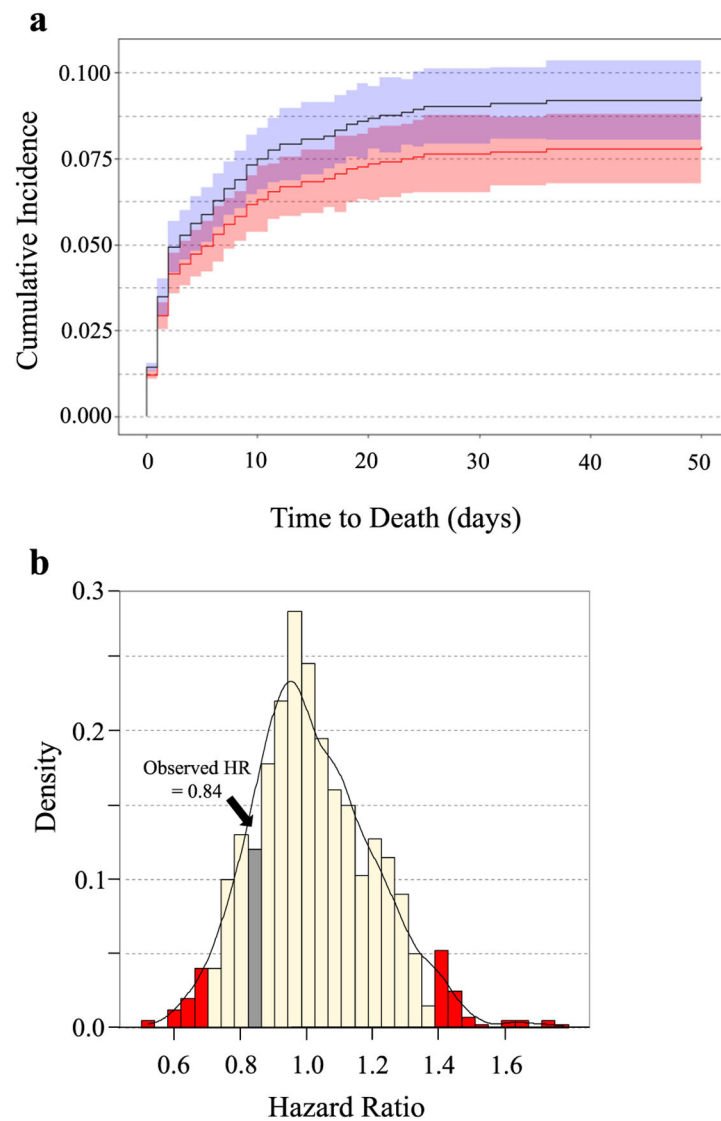 a
0.100
0.075
0.050
0.025
0.000
Cumulative Incidence
0 10 20 30 40 50
Time to Death (days)
b
0.3
0.2
0.1
0.0
Density
Observed HR
= 0.84
0.6 0.8 1.0 1.2 1.4 1.6
Hazard Ratio